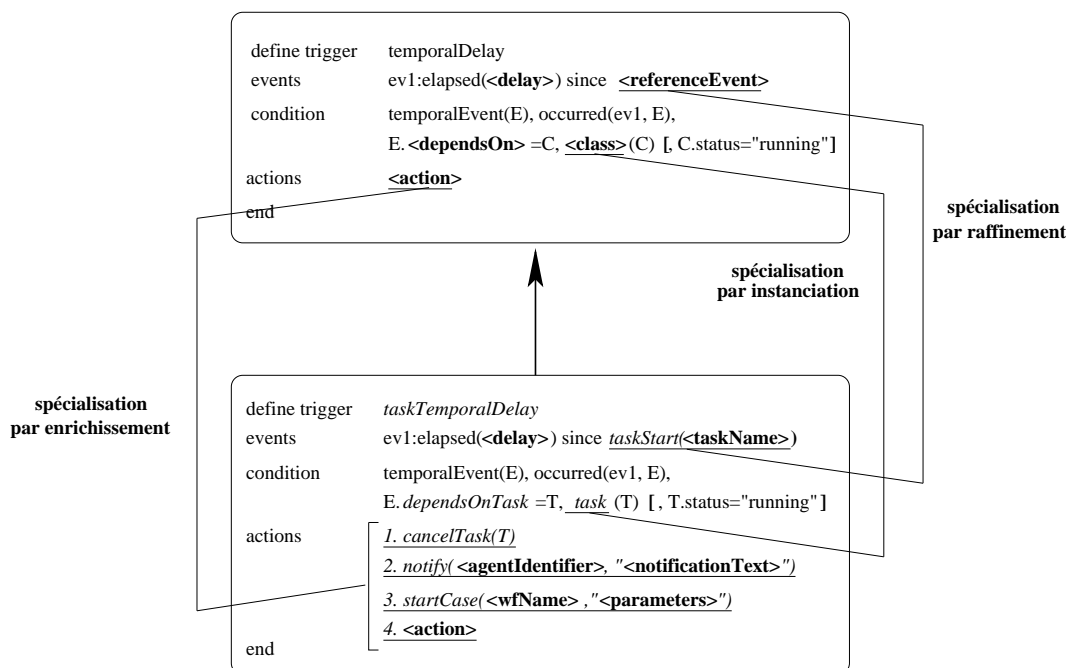 define trigger temporalDelay
events ev1:elapsed(<delay>) since <referenceEvent>
condition temporalEvent(E), occurred(ev1, E),
E.<dependsOn> =C, <class> (C) [, C.status="running"]
actions <action>
end
spécialisation
par raffinement
spécialisation
par instanciation
spécialisation
par enrichissement
define trigger taskTemporalDelay
events ev1:elapsed(<delay>) since taskStart(<taskName>)
condition temporalEvent(E), occurred(ev1, E),
E.dependsOnTask =T, task (T) [, T.status="running"]
actions 1. cancelTask(T)
2. notify( <agentIdentifier>, "<notificationText>")
3. startCase(<wfName> ,"<parameters>")
4. <action>
end